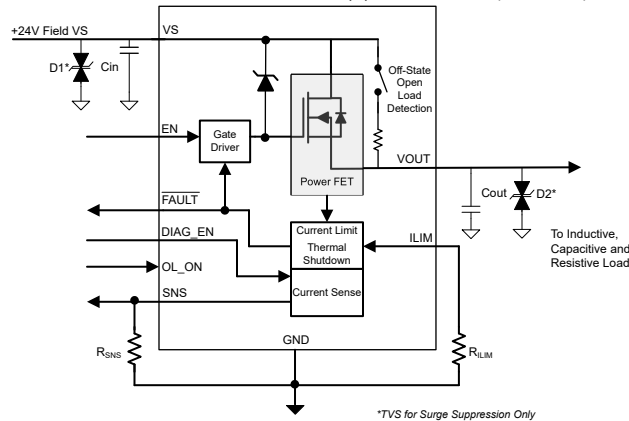 +24V Field VS
VS
D1*
Cin
Off-State
Open
Load
Detection
EN
Gate
Driver
VOUT
Power FET
FAULT
Cout
D2*
DIAG_EN
Current Limit
Thermal
Shutdown
ILIM
To Inductive,
Capacitive and
Resistive Load
OL_ON
SNS
Current Sense
GND
RSNS
RILIM
*TVS for Surge Suppression Only